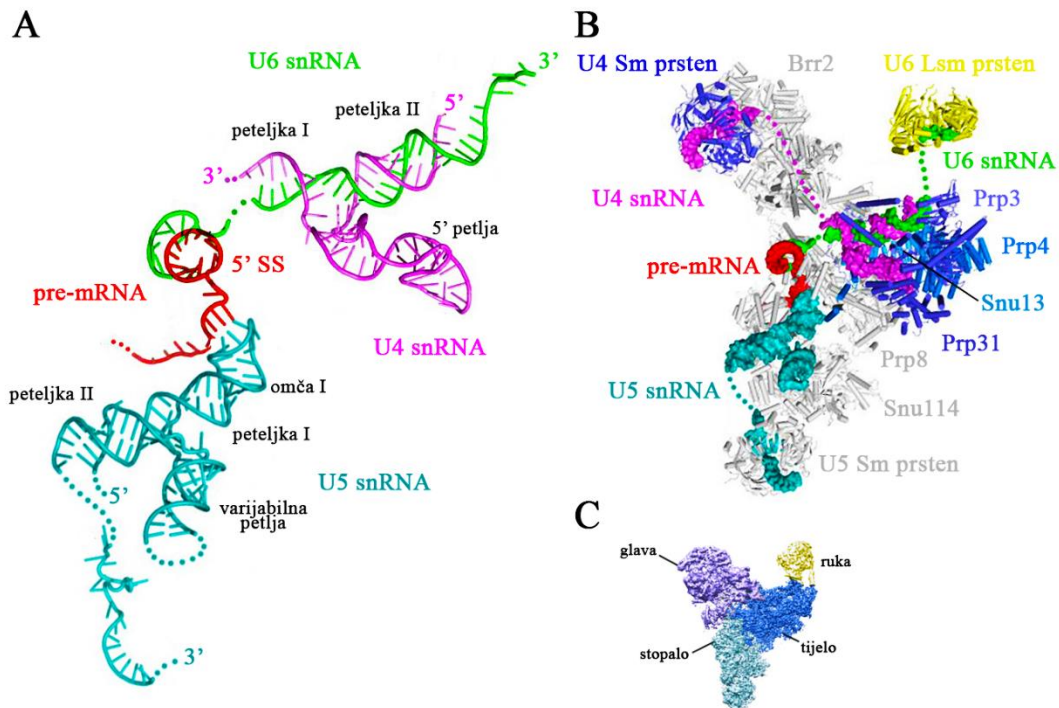 A
U6 snRNA
3’
peteljka II
5’
peteljka I
3’
5’ petlja
5’ SS
pre-mRNA
U4 snRNA
peteljka II
omča I
peteljka I
5’
U5 snRNA
varijabilna
petlja
3’
B
U4 Sm prsten
Brr2
U6 Lsm prsten
U6 snRNA
U4 snRNA
Prp3
pre-mRNA
Prp4
Snu13
Prp31
Prp8
U5 snRNA
Snu114
U5 Sm prsten
C
glava
ruka
stopalo
tijelo